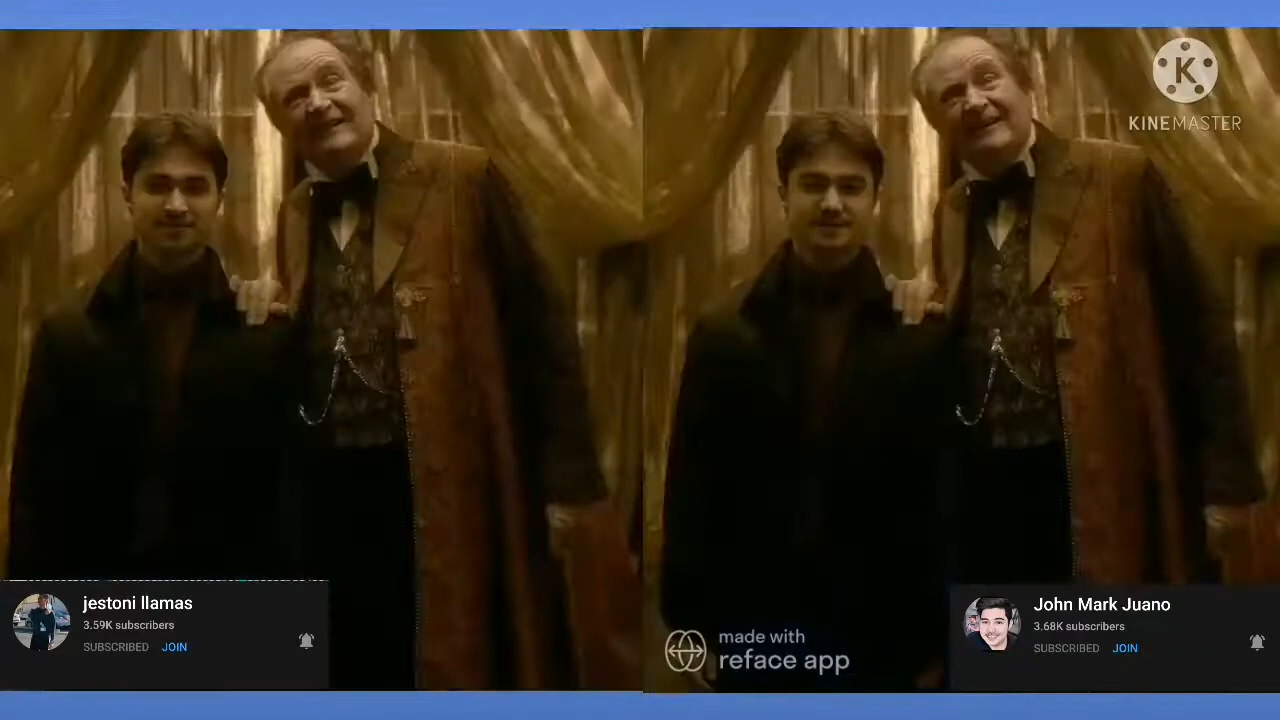 K
KINEMASTER
jestoni llamas
3.59K subscribers
SUBSCRIBED JOIN
made with
reface app
John Mark Juano
3.68K subscribers
SUBSCRIBED JOIN